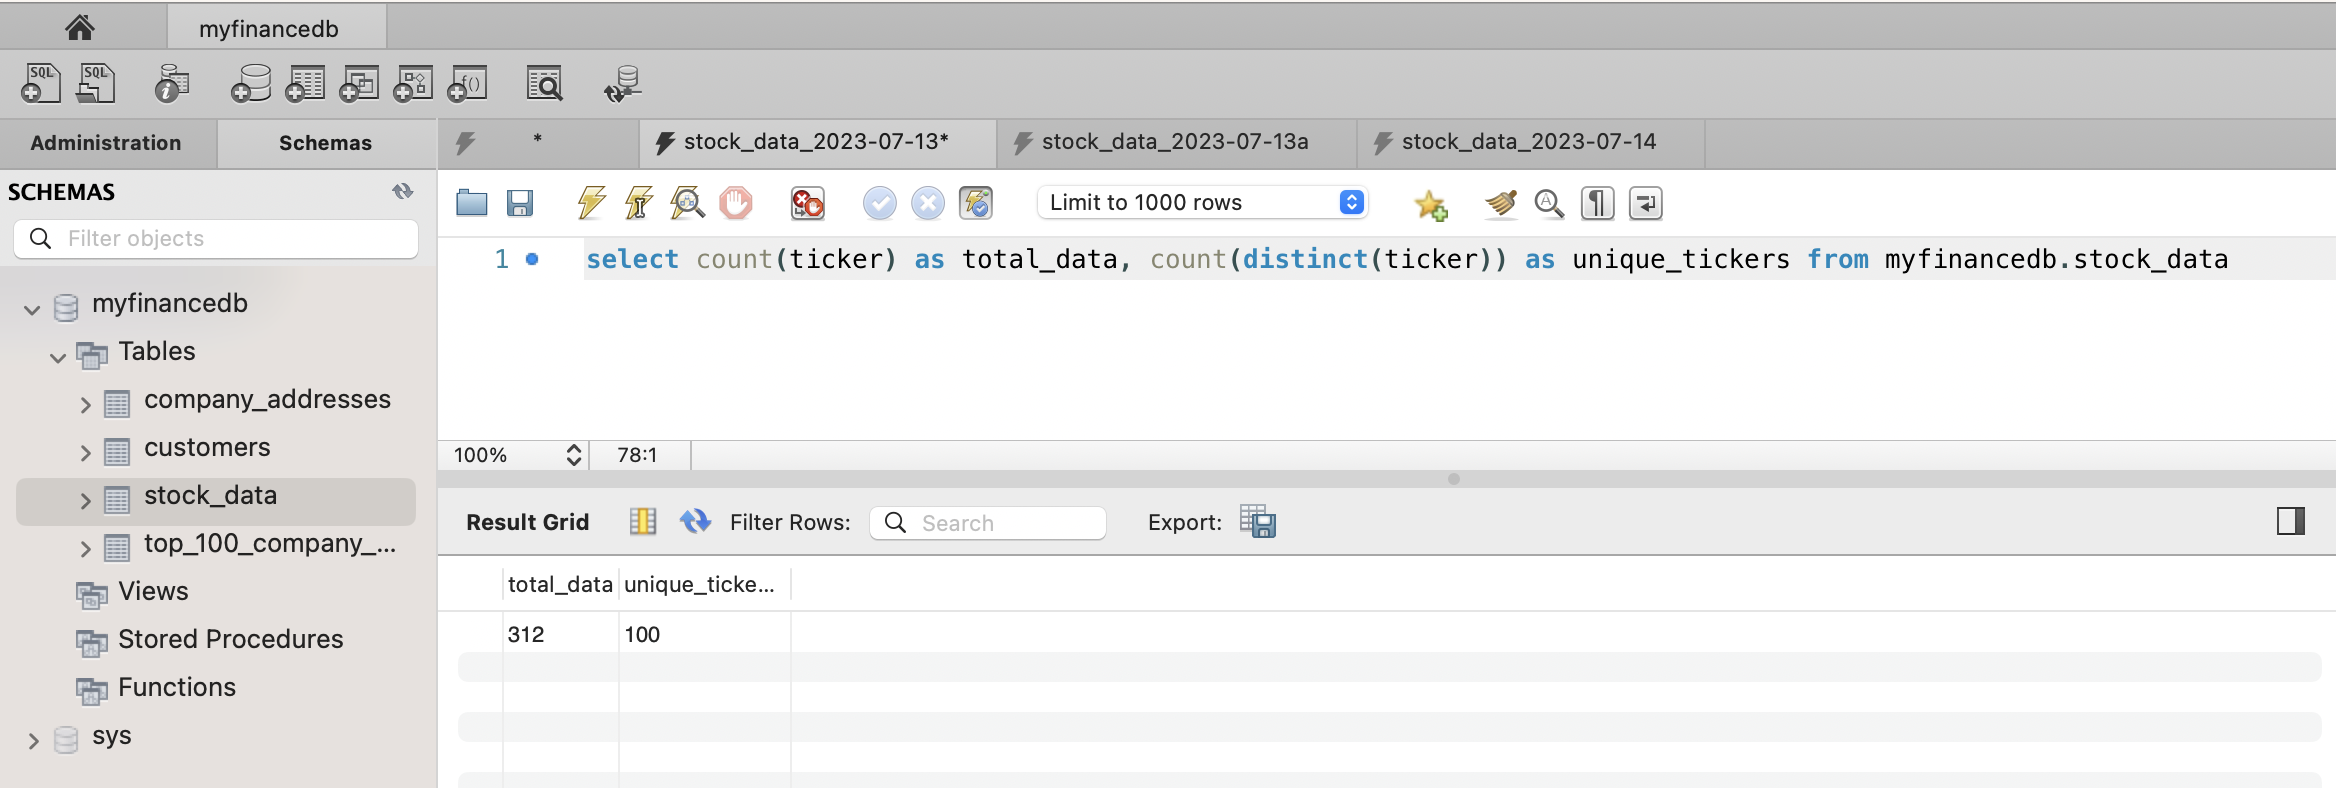 myfinancedb
SQL SQL
Administration Schemas * stock_data_2023-07-13* stock_data_2023-07-13a stock_data_2023-07-14
SCHEMAS
Limit to 1000 rows
Filter objects
1 select count(ticker) as total_data, count(distinct(ticker)) as unique_tickers from myfinancedb.stock_data
myfinancedb
Tables
company_addresses
customers
stock_data
top_100_company_...
Views
Stored Procedures
Functions
sys
100% 78:1
Result Grid Filter Rows: Search Export:
total_data unique_ticke...
312 100